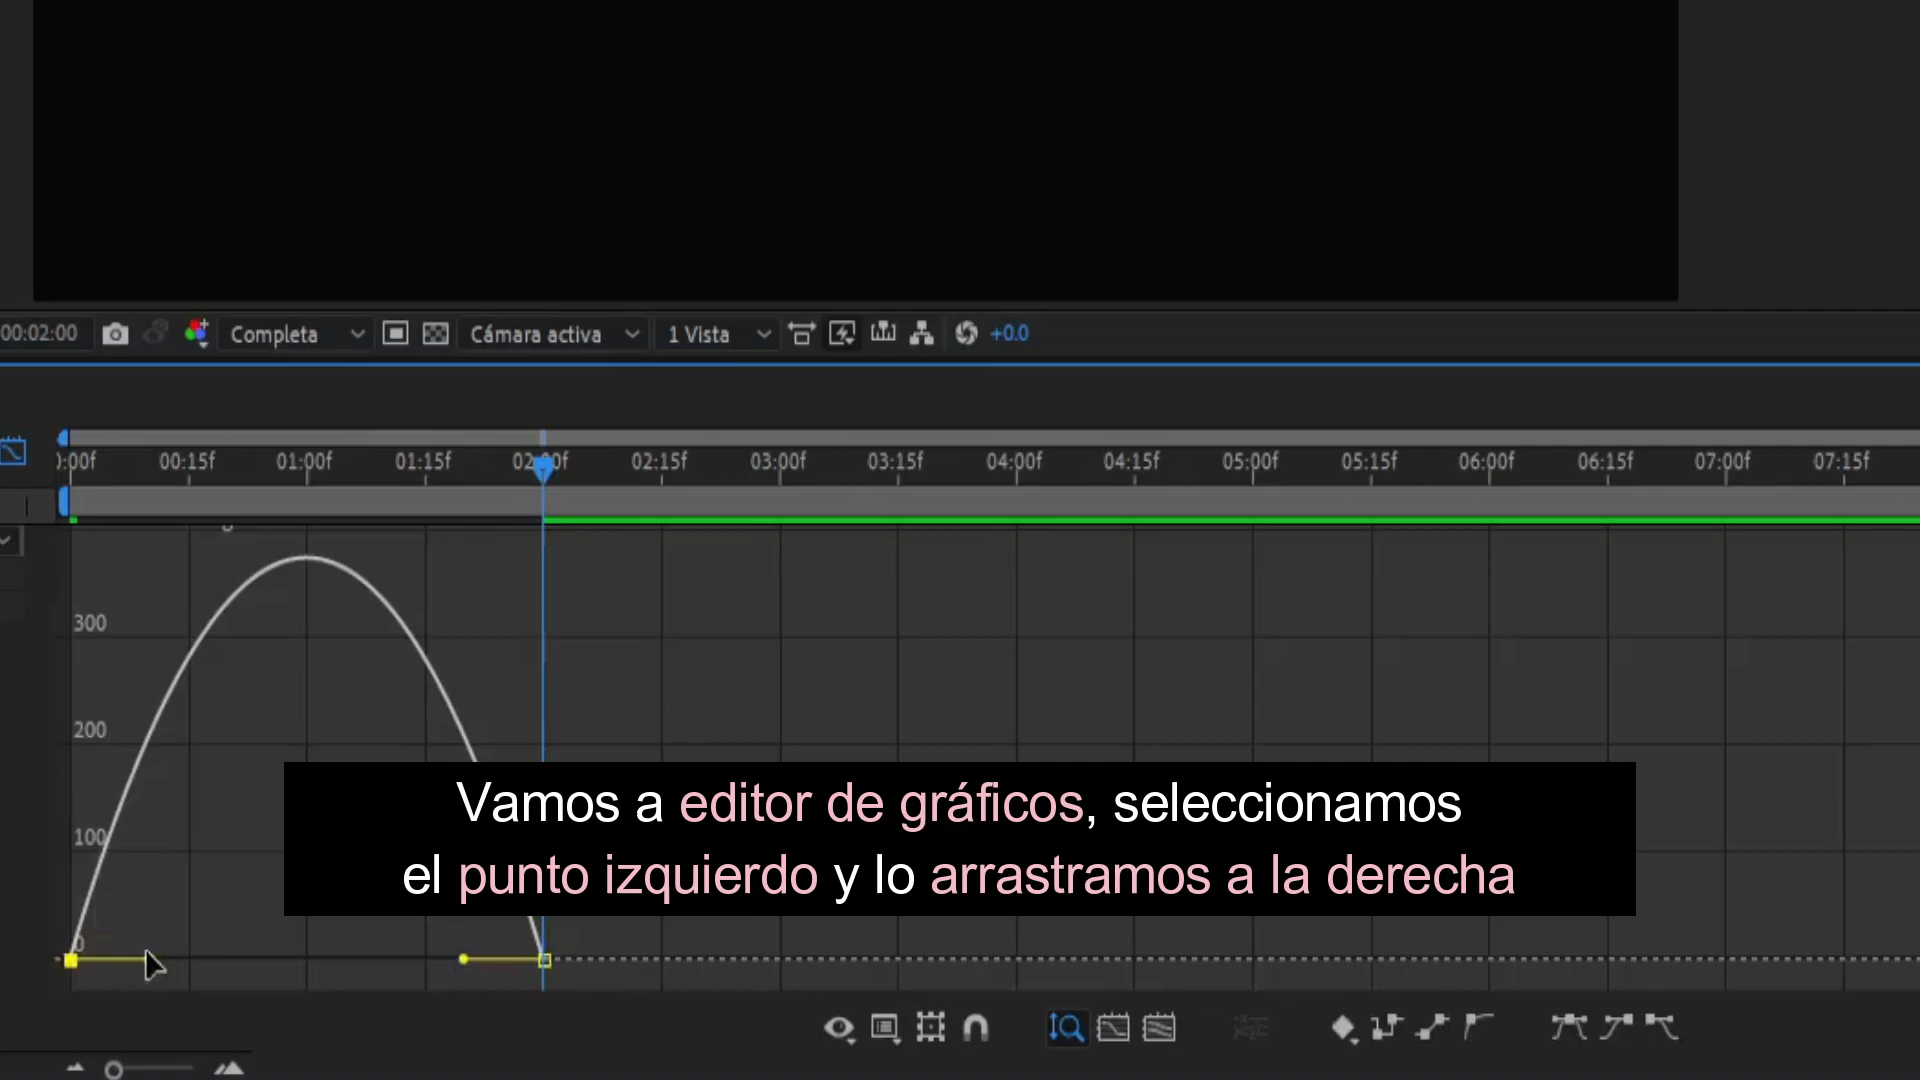 00:02:00 Completa Cámara activa 1 Vista +0.0
:00f 00:15f 01:00f 01:15f 02:00f 02:15f 03:00f 03:15f 04:00f 04:15f 05:00f 05:15f 06:00f 06:15f 07:00f 07:15f
300
200
100
0
Vamos a editor de gráficos, seleccionamos
el punto izquierdo y lo arrastramos a la derecha